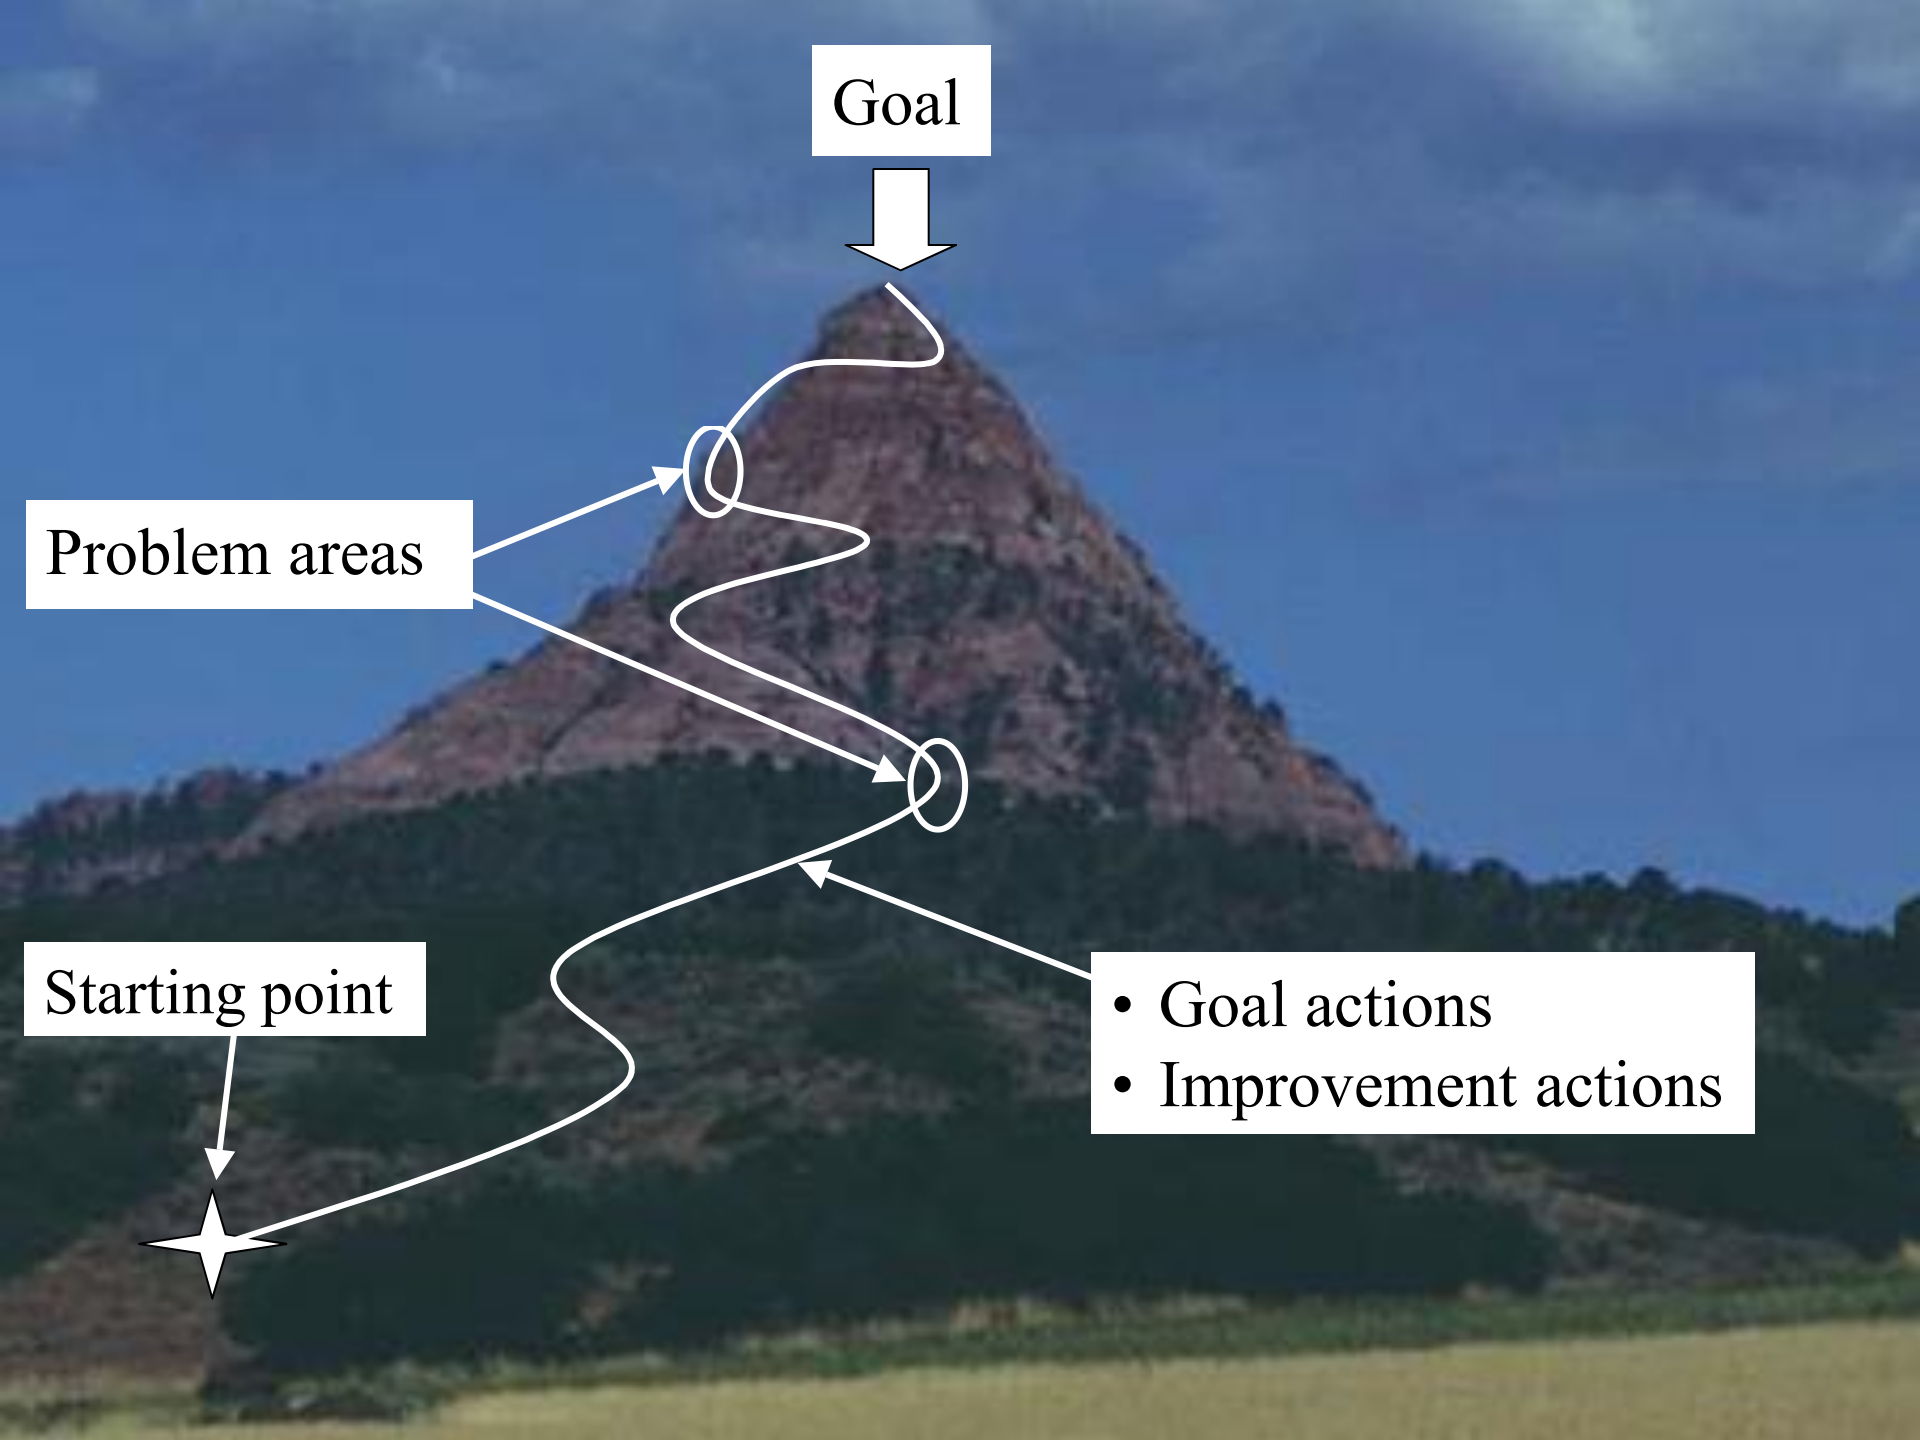 Goal
Problem areas
Starting point
• Goal actions
• Improvement actions